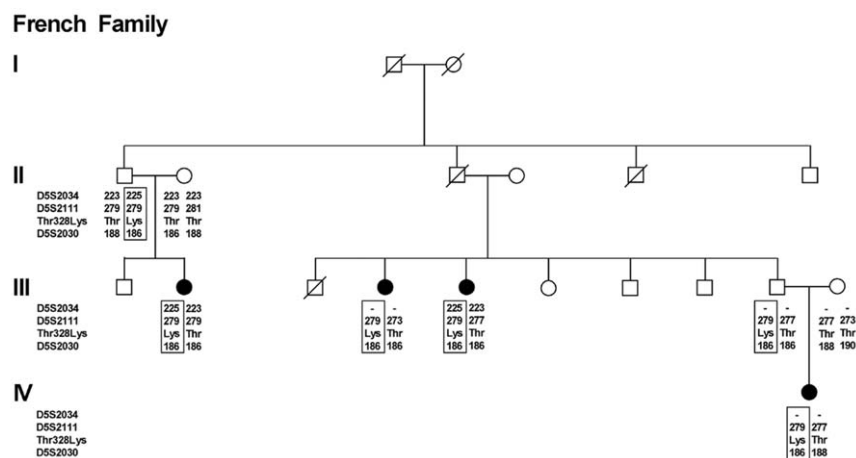 French Family
I
II
D5S2034 223 225 223 223
D5S2111 279 279 279 281
Thr328Lys Thr Lys Thr Thr
D5S2030 188 186 186 188
III
D5S2034 225 223 - - 225 223 - - - -
D5S2111 279 279 279 273 279 277 279 277 277 273
Thr328Lys Lys Thr Lys Thr Lys Thr Lys Thr Thr Thr
D5S2030 186 186 186 186 186 186 186 186 188 190
IV
D5S2034 - -
D5S2111 279 277
Thr328Lys Lys Thr
D5S2030 186 188